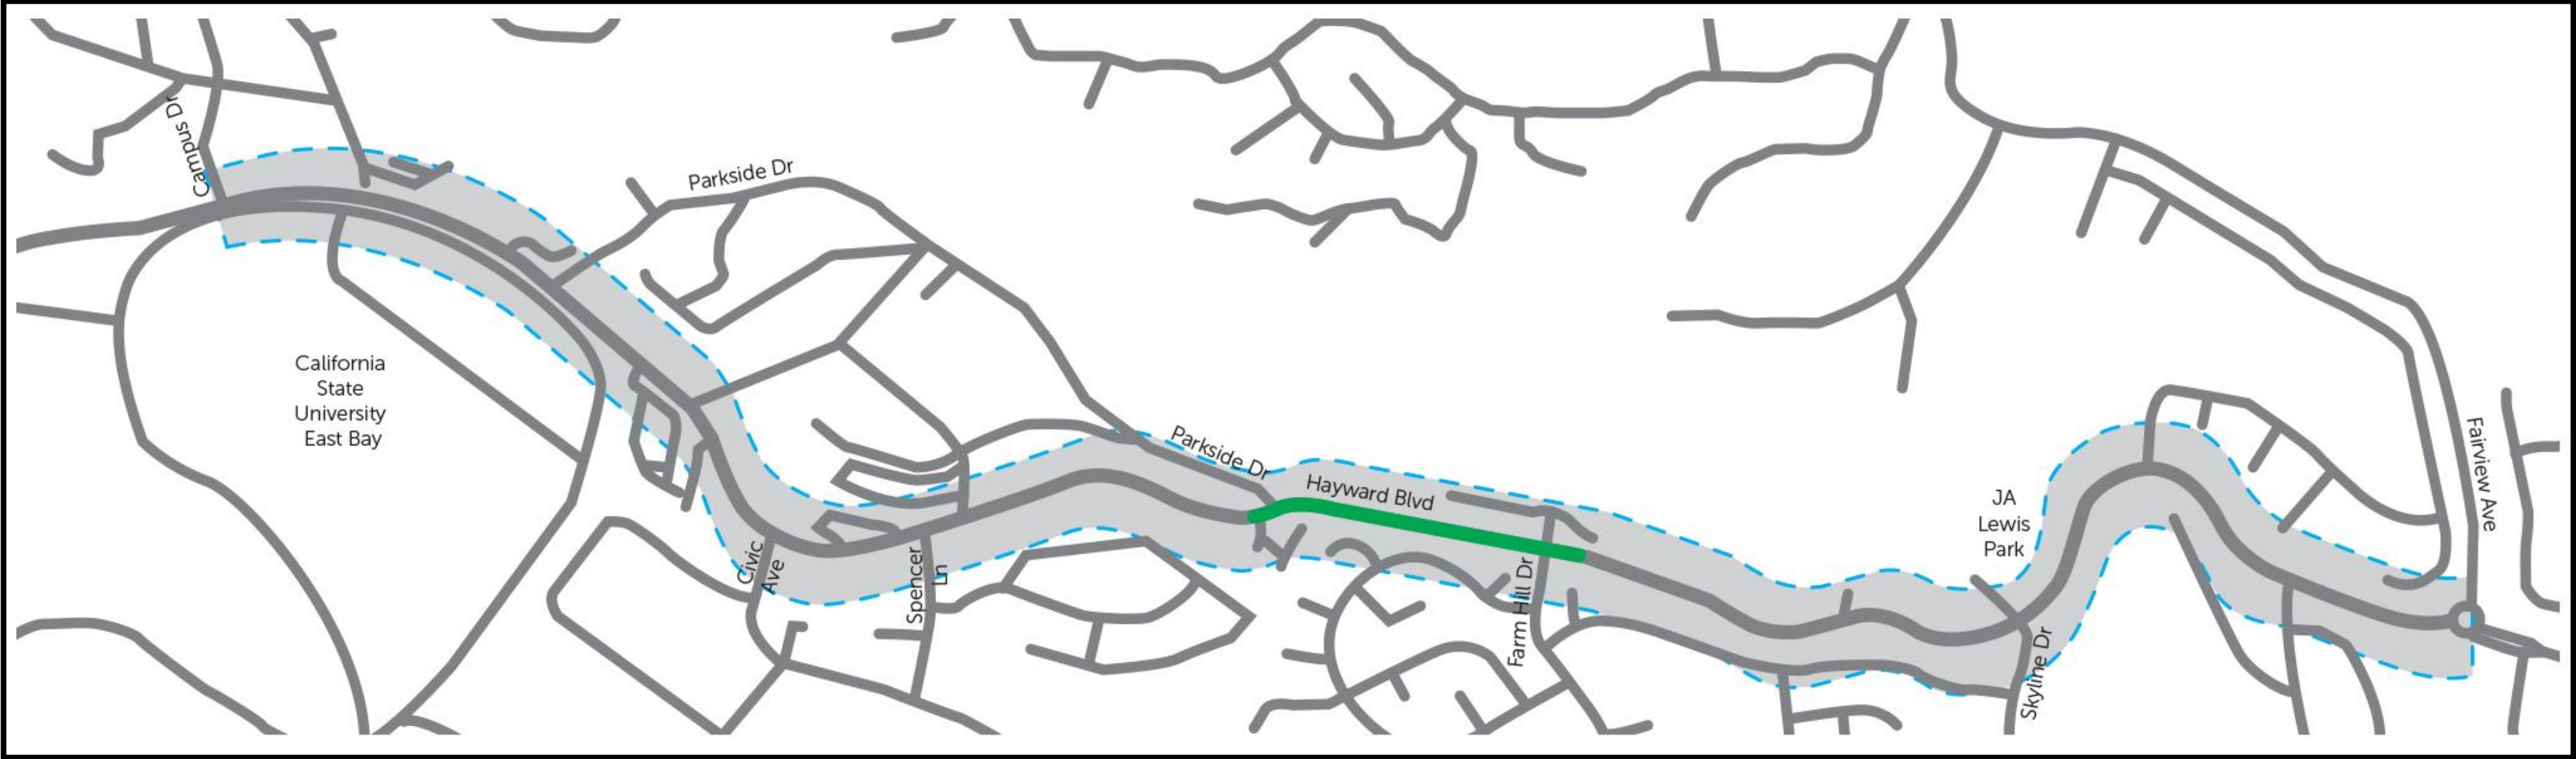 Campus Dr
Parkside Dr
California
State
University
East Bay
Civic
Ave
Spencer
Ln
Parkside Dr
Hayward Blvd
Farm Hill Dr
JA
Lewis
Park
Skyline Dr
Fairview Ave